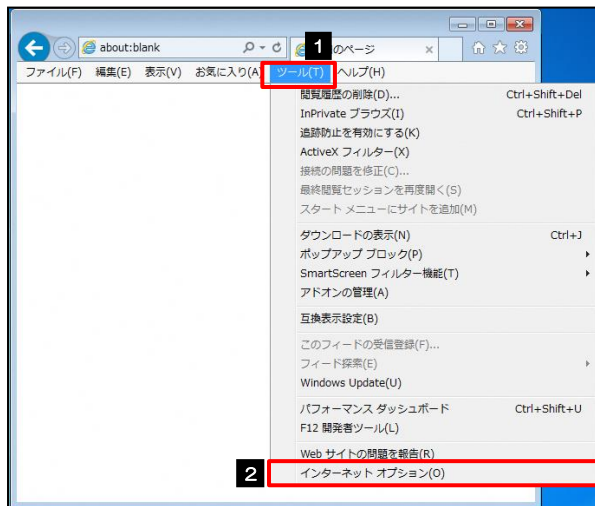 about:blank
1
のページ
ファイル(F) 編集(E) 表示(V) お気に入り(A) ツール(T) ヘルプ(H)
閲覧履歴の削除(D)... Ctrl+Shift+Del
InPrivate ブラウズ(I) Ctrl+Shift+P
追跡防止を有効にする(K)
ActiveX フィルター(X)
接続の問題を修正(C)...
最終閲覧セッションを再度開く(S)
スタート メニューにサイトを追加(M)
ダウンロードの表示(N) Ctrl+J
ポップアップ ブロック(P)
SmartScreen フィルター機能(T)
アドオンの管理(A)
互換表示設定(B)
このフィードの受信登録(F)...
フィード探索(E)
Windows Update(U)
パフォーマンス ダッシュボード Ctrl+Shift+U
F12 開発者ツール(L)
Web サイトの問題を報告(R)
2
インターネット オプション(O)